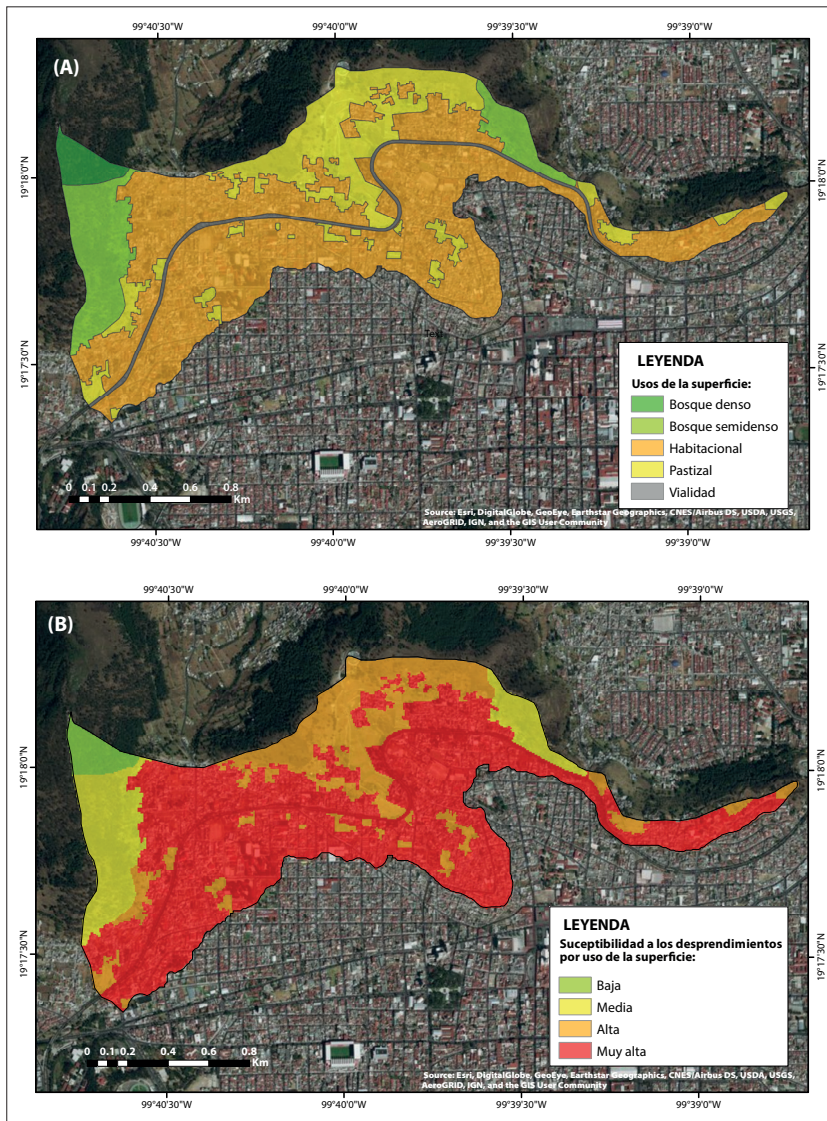 99°40'30"W 99°40'0"W 99°39'30"W 99°39'0"W
(A)
19°18'0"N 19°18'0"N
19°17'30"N 19°17'30"N
Text
LEYENDA
Usos de la superficie:
Bosque denso
Bosque semidenso
Habitacional
Pastizal
Vialidad
0 0.1 0.2 0.4 0.6 0.8
Km
Source: Esri, DigitalGlobe, GeoEye, Earthstar Geographics, CNES/Airbus DS, USDA, USGS,
AeroGRID, IGN, and the GIS User Community
99°40'30"W 99°40'0"W 99°39'30"W 99°39'0"W
99°40'30"W 99°40'0"W 99°39'30"W 99°39'0"W
(B)
19°18'0"N 19°18'0"N
19°17'30"N 19°17'30"N
LEYENDA
Suceptibilidad a los desprendimientos
por uso de la superficie:
Baja
Media
Alta
Muy alta
0 0.1 0.2 0.4 0.6 0.8
Km
Source: Esri, DigitalGlobe, GeoEye, Earthstar Geographics, CNES/Airbus DS, USDA, USGS,
AeroGRID, IGN, and the GIS User Community
99°40'30"W 99°40'0"W 99°39'30"W 99°39'0"W